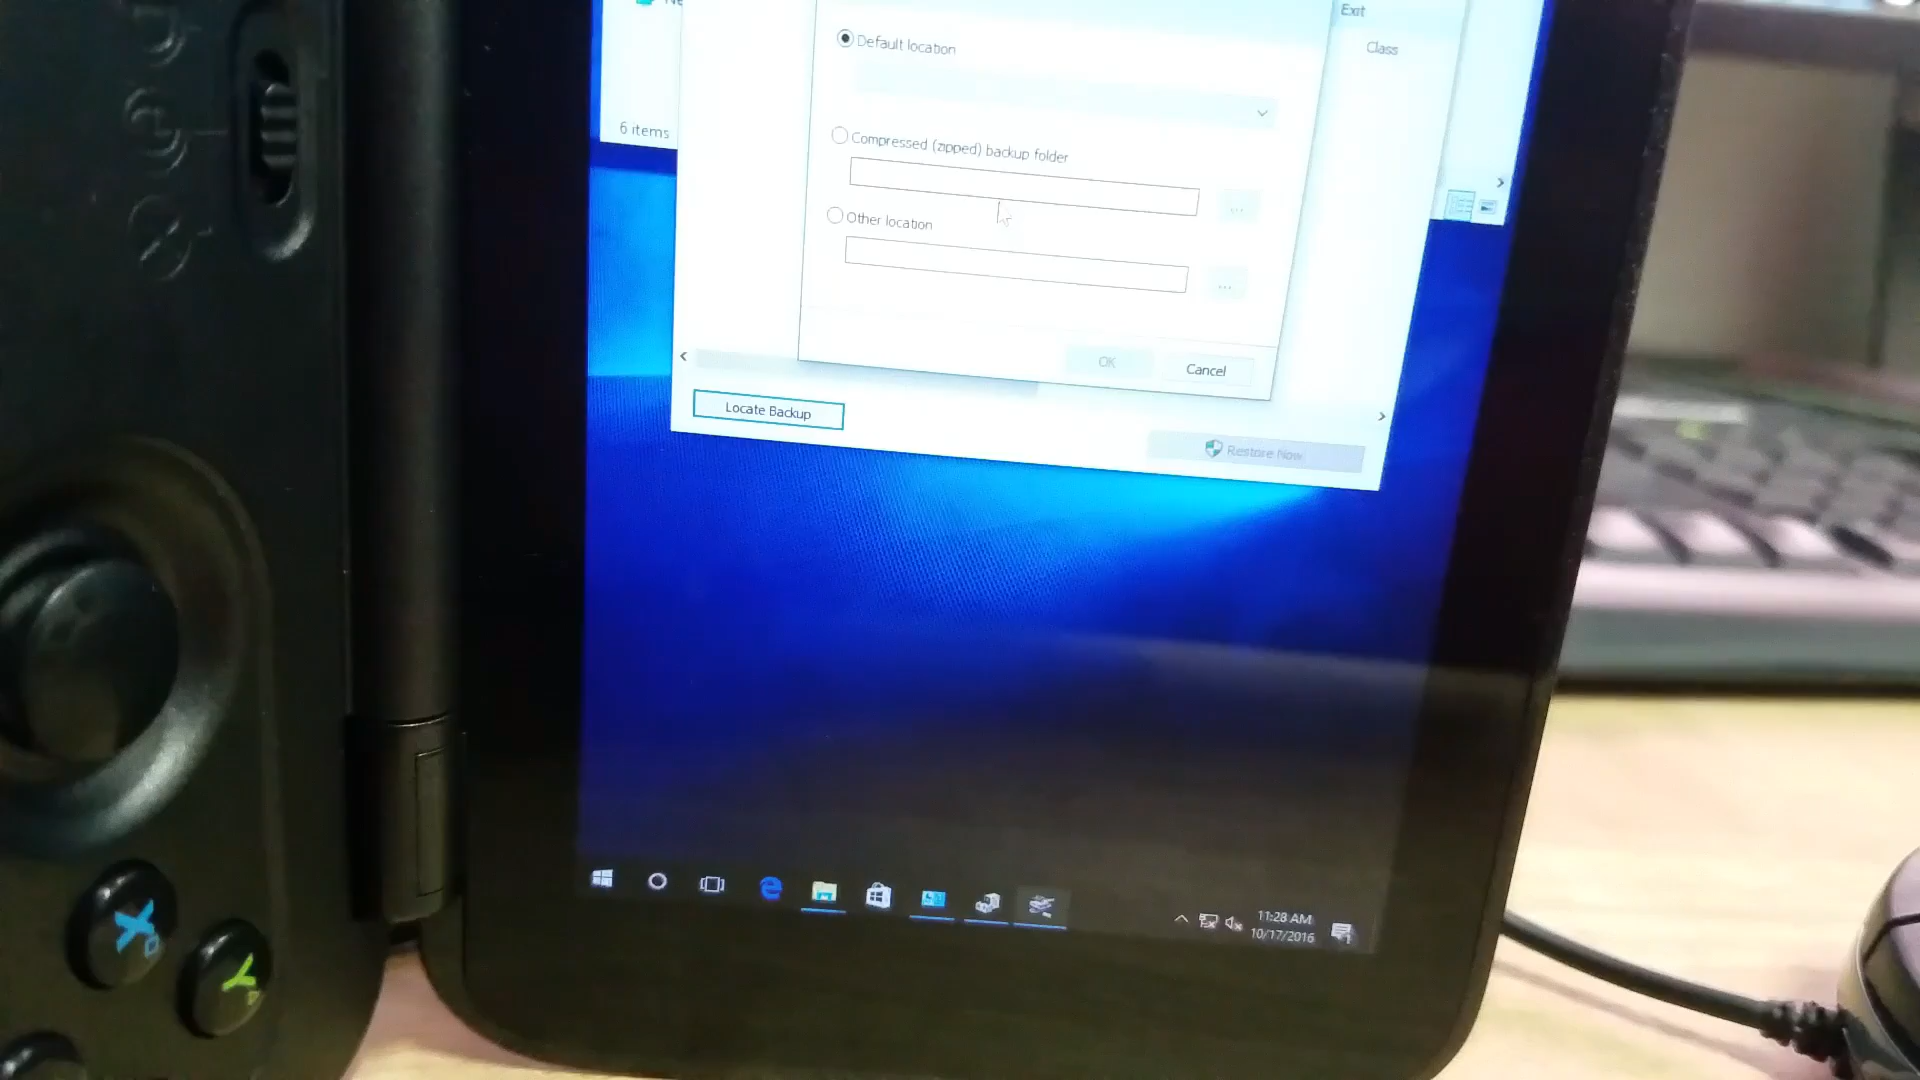 Exit
Default location
Class
6 items
Compressed (zipped) backup folder
...
Other location
...
OK
Cancel
Locate Backup
Restore Now
11:28 AM
10/17/2016
X
Y